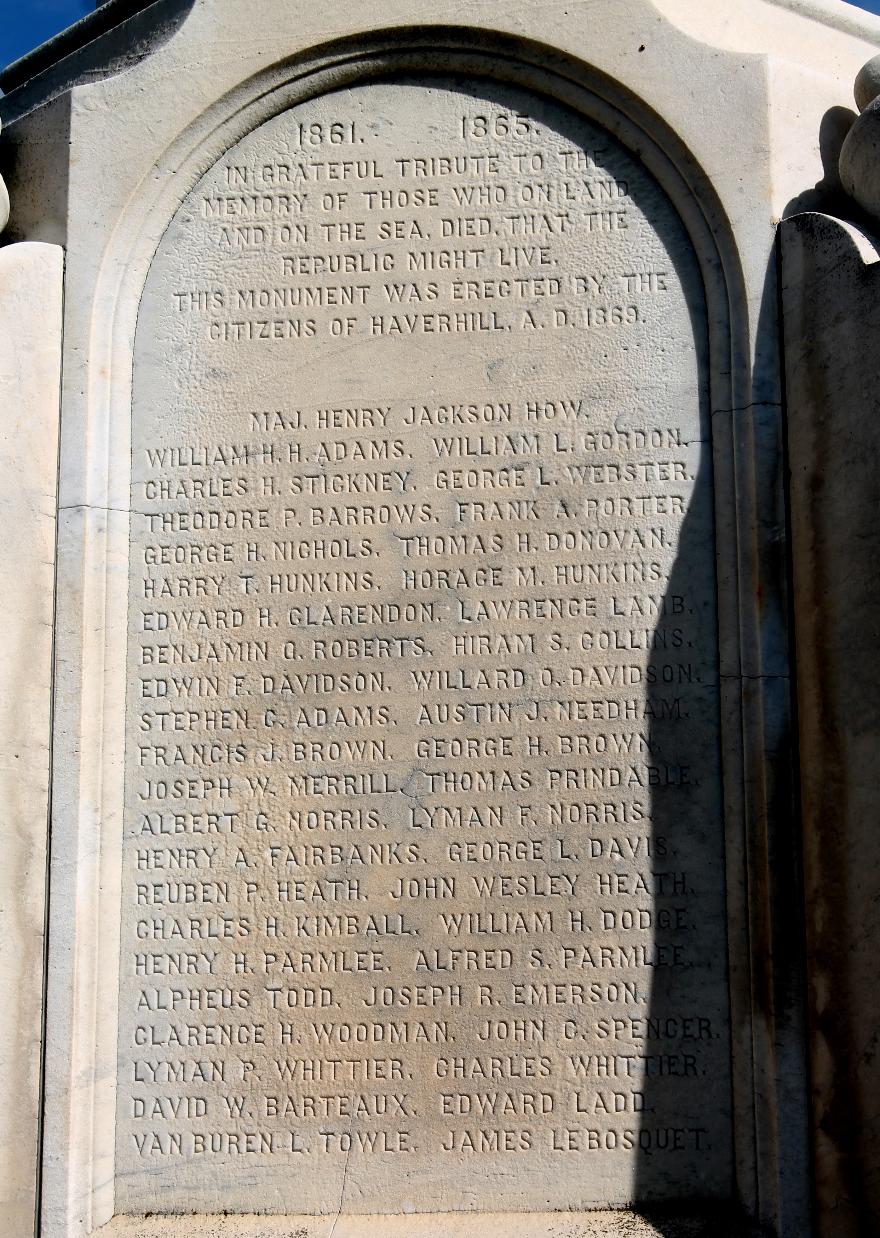 1861. 1865.
IN GRATEFUL TRIBUTE TO THE
MEMORY OF THOSE WHO ON LAND
AND ON THE SEA, DIED, THAT THE
REPUBLIC MIGHT LIVE,
THIS MONUMENT WAS ERECTED BY THE
CITIZENS OF HAVERHILL, A. D. 1869.
MAJ. HENRY JACKSON HOW.
WILLIAM H. H. ADAMS. WILLIAM L. GORDON.
CHARLES H. STICKNEY. GEORGE L. WEBSTER.
THEODORE P. BARROWS. FRANK A. PORTER.
GEORGE H. NICHOLS. THOMAS H. DONOVAN.
HARRY T. HUNKINS. HORACE M. HUNKINS.
EDWARD H. CLARENDON. LAWRENCE LAMB.
BENJAMIN Q. ROBERTS. HIRAM S. COLLINS.
EDWIN F. DAVIDSON. WILLARD O. DAVIDSON.
STEPHEN C. ADAMS. AUSTIN J. NEEDHAM.
FRANCIS J. BROWN. GEORGE H. BROWN.
JOSEPH W. MERRILL. THOMAS PRINDABLE.
ALBERT G. NORRIS. LYMAN F. NORRIS.
HENRY A. FAIRBANKS. GEORGE L. DAVIS.
REUBEN P. HEATH. JOHN WESLEY HEATH.
CHARLES H. KIMBALL. WILLIAM H. DODGE.
HENRY H. PARMLEE. ALFRED S. PARMLEE.
ALPHEUS TODD. JOSEPH R. EMERSON.
CLARENCE H. WOODMAN. JOHN C. SPENCER.
LYMAN P. WHITTIER. CHARLES WHITTIER.
DAVID W. BARTEAUX. EDWARD LADD.
VAN BUREN L. TOWLE. JAMES LEBOSQUET.